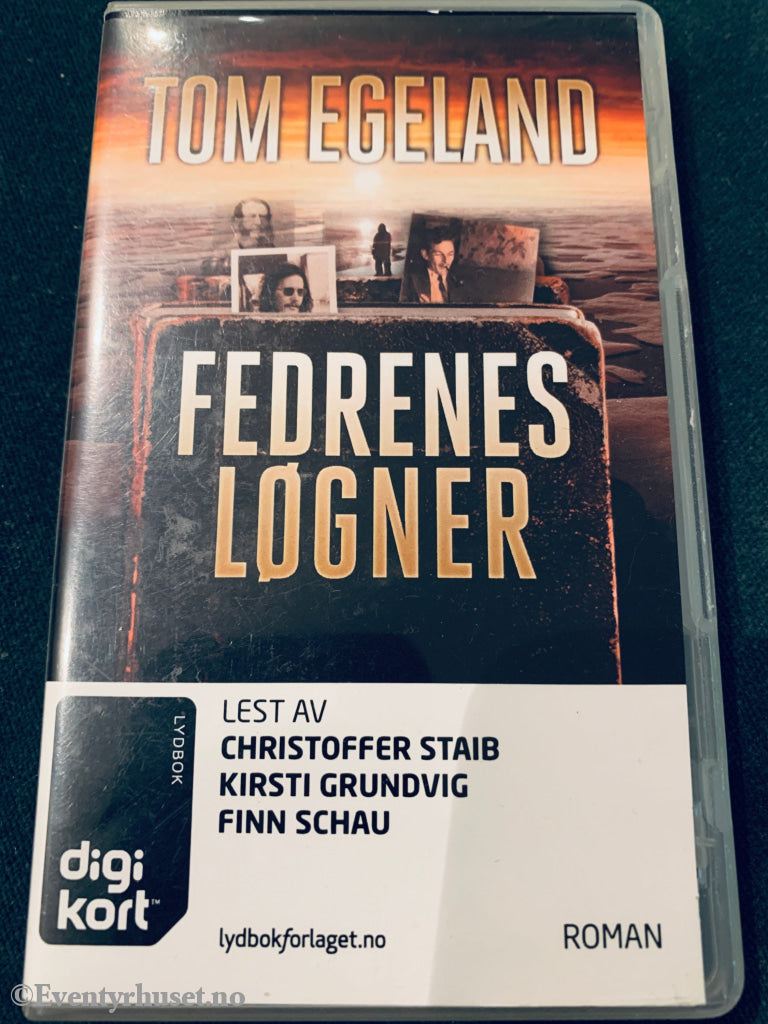 TOM EGELAND
FEDRENES
LØGNER
LYDBOK
digi
kort™
LEST AV
CHRISTOFFER STAIB
KIRSTI GRUNDVIG
FINN SCHAU
lydbokforlaget.no
ROMAN
©Eventyrhuset.no